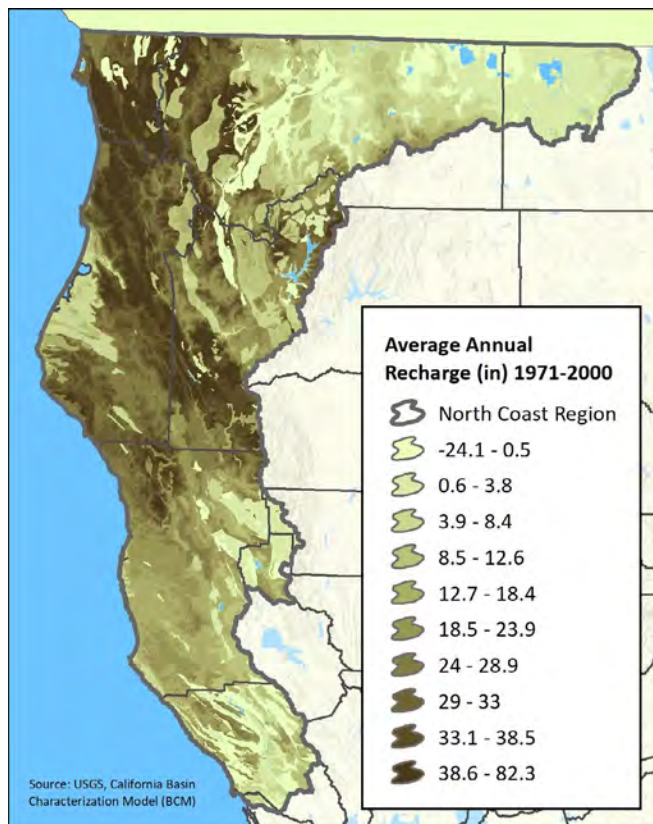 Average Annual
Recharge (in) 1971-2000
North Coast Region
-24.1 - 0.5
0.6 - 3.8
3.9 - 8.4
8.5 - 12.6
12.7 - 18.4
18.5 - 23.9
24 - 28.9
29 - 33
33.1 - 38.5
38.6 - 82.3
Source: USGS, California Basin
Characterization Model (BCM)